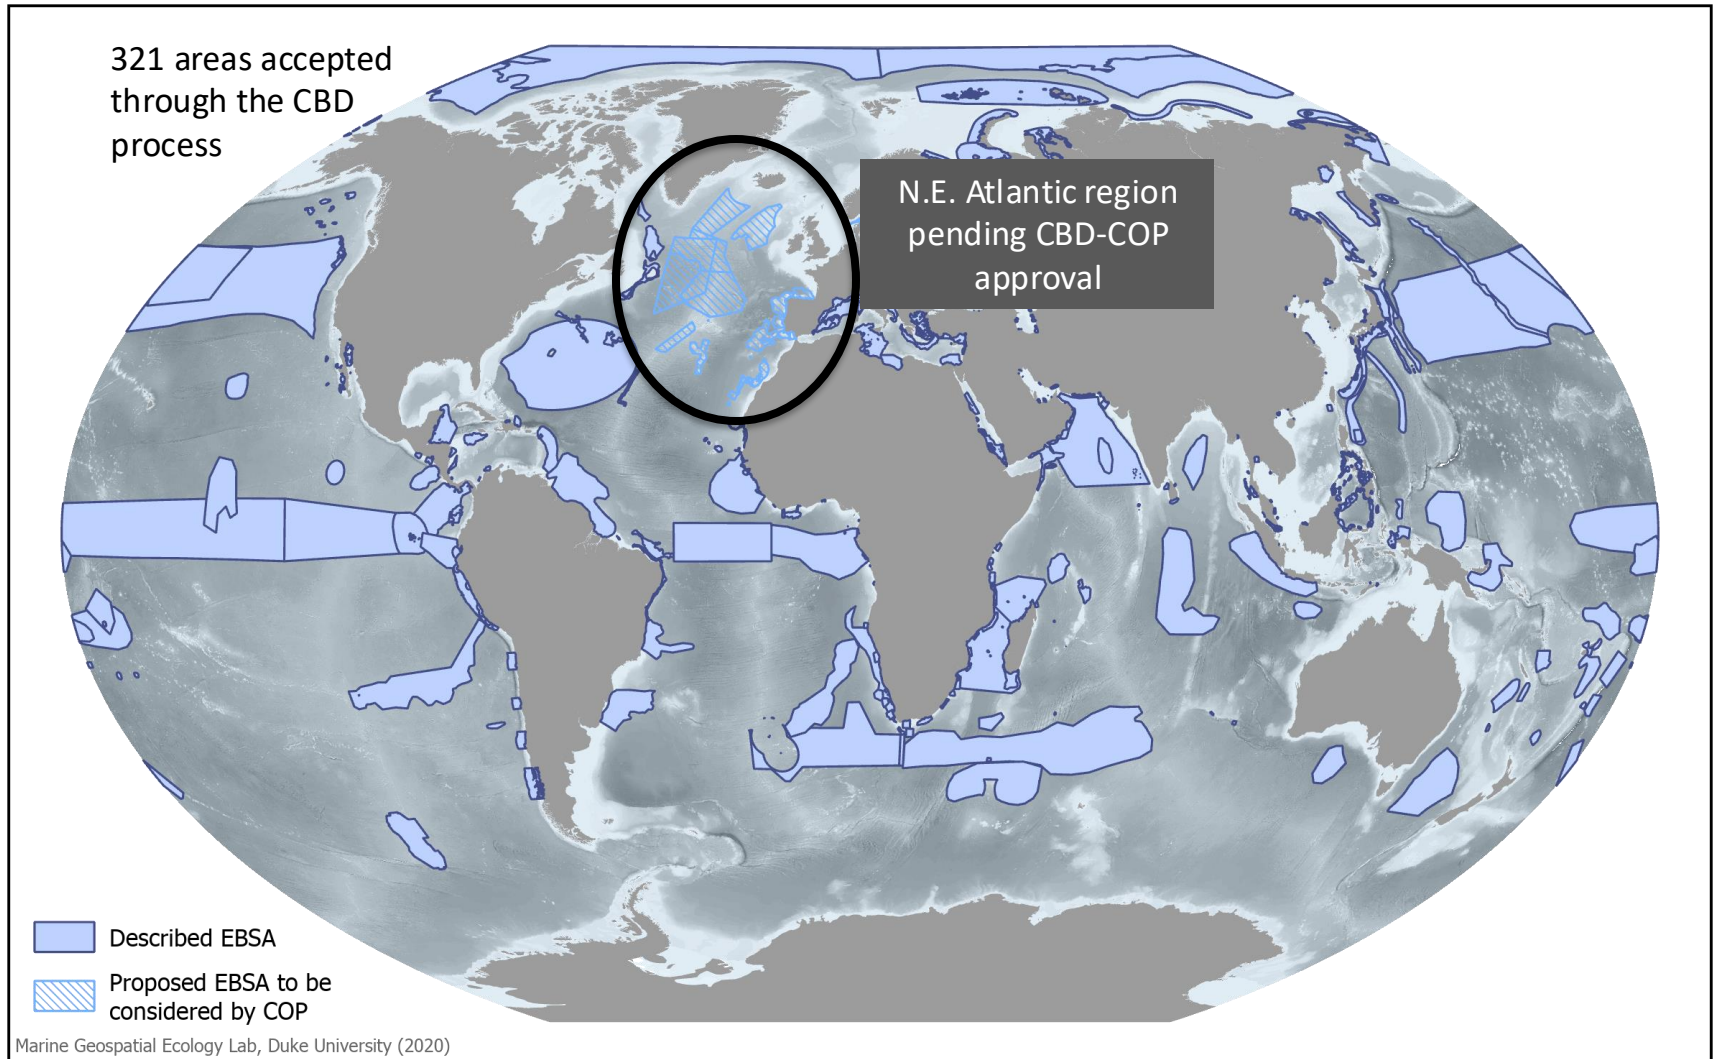 321 areas accepted
through the CBD
process
N.E. Atlantic region
pending CBD-COP
approval
Described EBSA
Proposed EBSA to be
considered by COP
Marine Geospatial Ecology Lab, Duke University (2020)